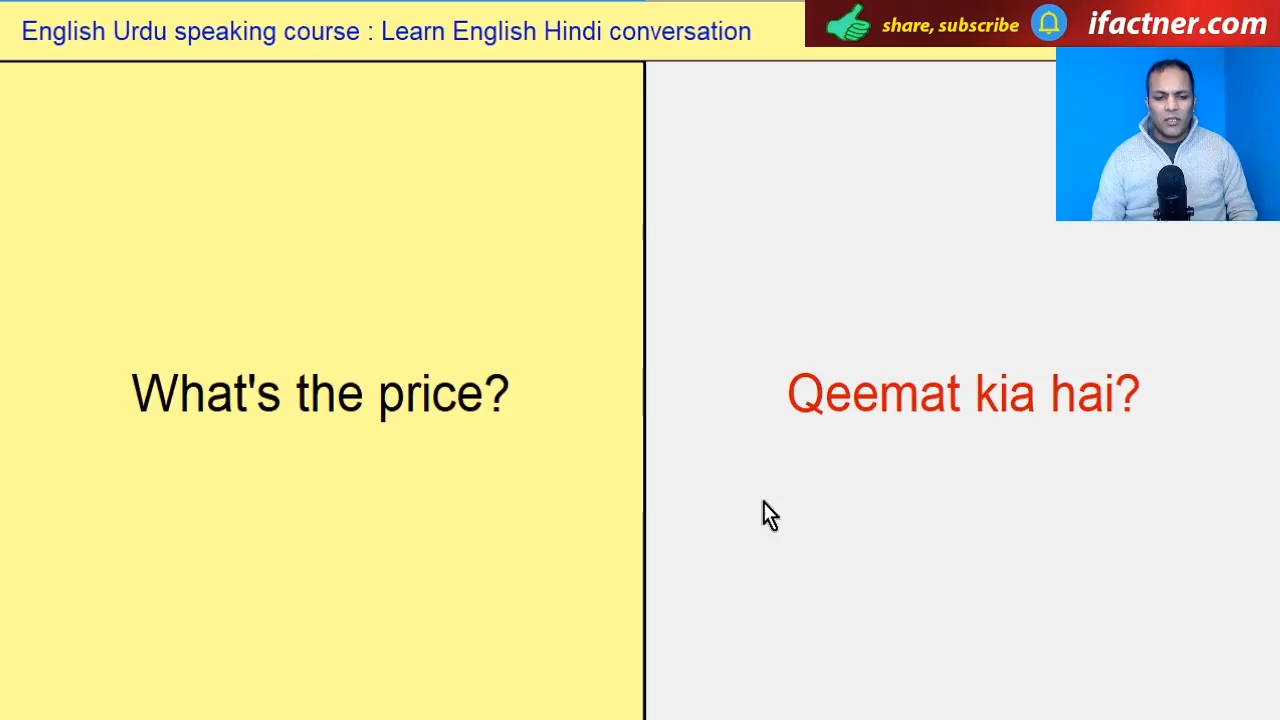 English Urdu speaking course : Learn English Hindi conversation
share, subscribe
ifactner.com
What's the price?
Qeemat kia hai?